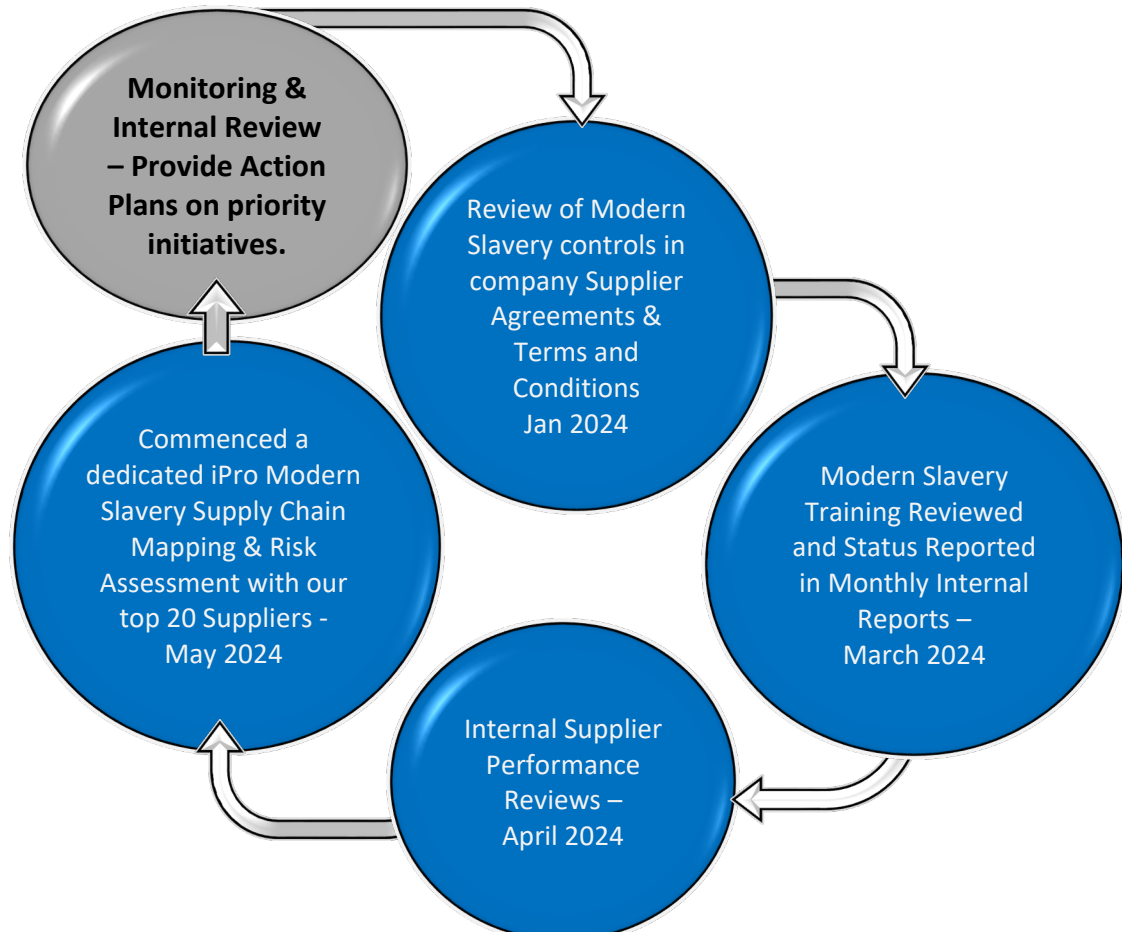 Monitoring &
Internal Review
– Provide Action
Plans on priority
initiatives.
Review of Modern
Slavery controls in
company Supplier
Agreements &
Terms and
Conditions
Jan 2024
Modern Slavery
Training Reviewed
and Status Reported
in Monthly Internal
Reports –
March 2024
Internal Supplier
Performance
Reviews –
April 2024
Commenced a
dedicated iPro Modern
Slavery Supply Chain
Mapping & Risk
Assessment with our
top 20 Suppliers -
May 2024